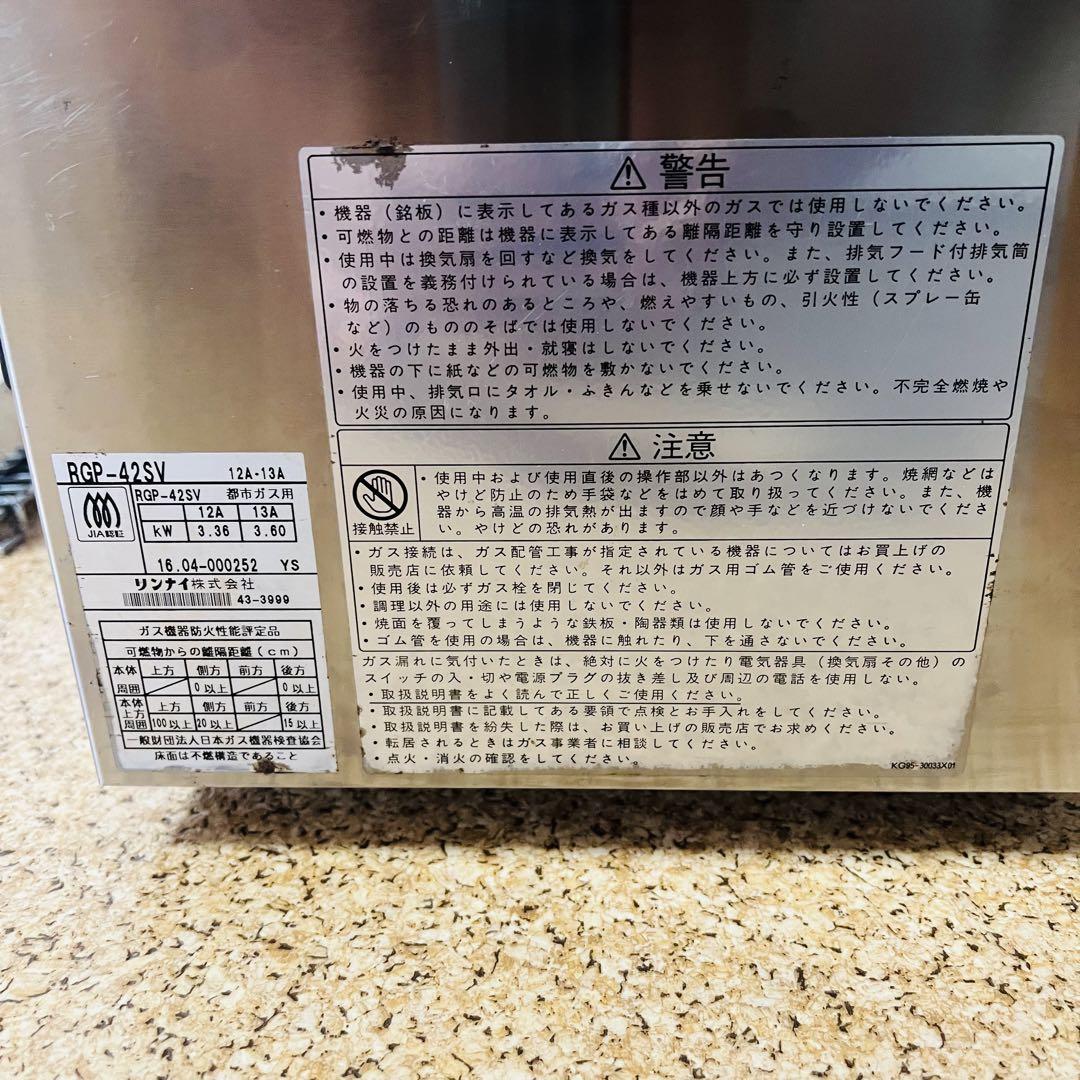 ⚠ 警告
・機器（銘板）に表示してあるガス種以外のガスでは使用しないでください。
・可燃物との距離は機器に表示してある離隔距離を守り設置してください。
・使用中は換気扇を回すなど換気をしてください。また、排気フード付排気筒
の設置を義務付けられている場合は、機器上方に必ず設置してください。
・物の落ちる恐れのあるところや、燃えやすいもの、引火性（スプレー缶
など）のもののそばでは使用しないでください。
・火をつけたまま外出・就寝はしないでください。
・機器の下に紙などの可燃物を敷かないでください。
・使用中、排気口にタオル・ふきんなどを乗せないでください。不完全燃焼や
火災の原因になります。
⚠ 注意
接触禁止
・使用中および使用直後の操作部以外はあつくなります。焼網などは
やけど防止のため手袋などをはめて取り扱ってください。また、機
器から高温の排気熱が出ますので顔や手などを近づけないでくださ
い。やけどの恐れがあります。
・ガス接続は、ガス配管工事が指定されている機器についてはお買上げの
販売店に依頼してください。それ以外はガス用ゴム管をご使用ください。
・使用後は必ずガス栓を閉じてください。
・調理以外の用途には使用しないでください。
・焼面を覆ってしまうような鉄板・陶器類は使用しないでください。
・ゴム管を使用の場合は、機器に触れたり、下を通さないでください。
ガス漏れに気付いたときは、絶対に火をつけたり電気器具（換気扇その他）の
スイッチの入・切や電源プラグの抜き差し及び周辺の電話を使用しない。
・取扱説明書をよく読んで正しくご使用ください。
・取扱説明書に記載してある要領で点検とお手入れをしてください。
・取扱説明書を紛失した際は、お買い上げの販売店でお求めください。
・転居されるときはガス事業者に相談してください。
・点火・消火の確認をしてください。
KG95-30033X01
RGP-42SV 12A-13A
JIA認証
RGP-42SV 都市ガス用
12A 13A
kW 3.36 3.60
16.04-000252 YS
リンナイ株式会社
43-3999
ガス機器防火性能評定品
可燃物からの離隔距離（cm）
本体 上方 側方 前方 後方
周囲 0以上 0以上
本体上方周囲 上方 側方 前方 後方
100以上 20以上 15以上
一般財団法人日本ガス機器検査協会
床面は不燃構造であること